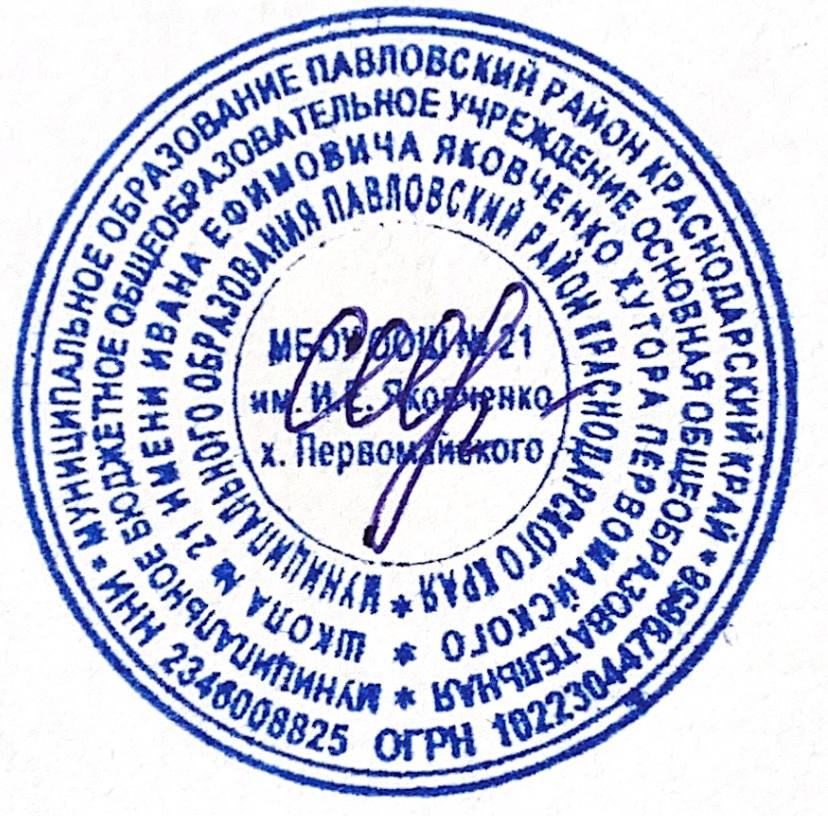 МУНИЦИПАЛЬНОЕ ОБРАЗОВАНИЕ ПАВЛОВСКИЙ РАЙОН КРАСНОДАРСКИЙ КРАЙ *
ИНН 2346008825 ОГРН 1022304479658
МУНИЦИПАЛЬНОЕ БЮДЖЕТНОЕ ОБЩЕОБРАЗОВАТЕЛЬНОЕ УЧРЕЖДЕНИЕ ОСНОВНАЯ ОБЩЕОБРАЗОВАТЕЛЬНАЯ *
ШКОЛА № 21 ИМЕНИ ИВАНА ЕФИМОВИЧА ЯКОВЧЕНКО ХУТОРА ПЕРВОМАЙСКОГО *
МУНИЦИПАЛЬНОГО ОБРАЗОВАНИЯ ПАВЛОВСКИЙ РАЙОН КРАСНОДАРСКОГО КРАЯ *
МБОУ ООШ № 21
им. И.Е. Яковченко
х. Первомайского